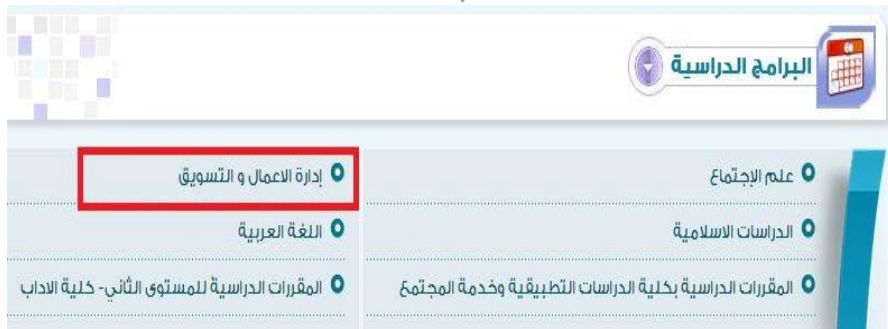 البرامج الدراسية
علم الإجتماع
إدارة الاعمال و التسويق
الدراسات الاسلامية
اللغة العربية
المقررات الدراسية بكلية الدراسات التطبيقية وخدمة المجتمع
المقررات الدراسية للمستوى الثاني- كلية الاداب